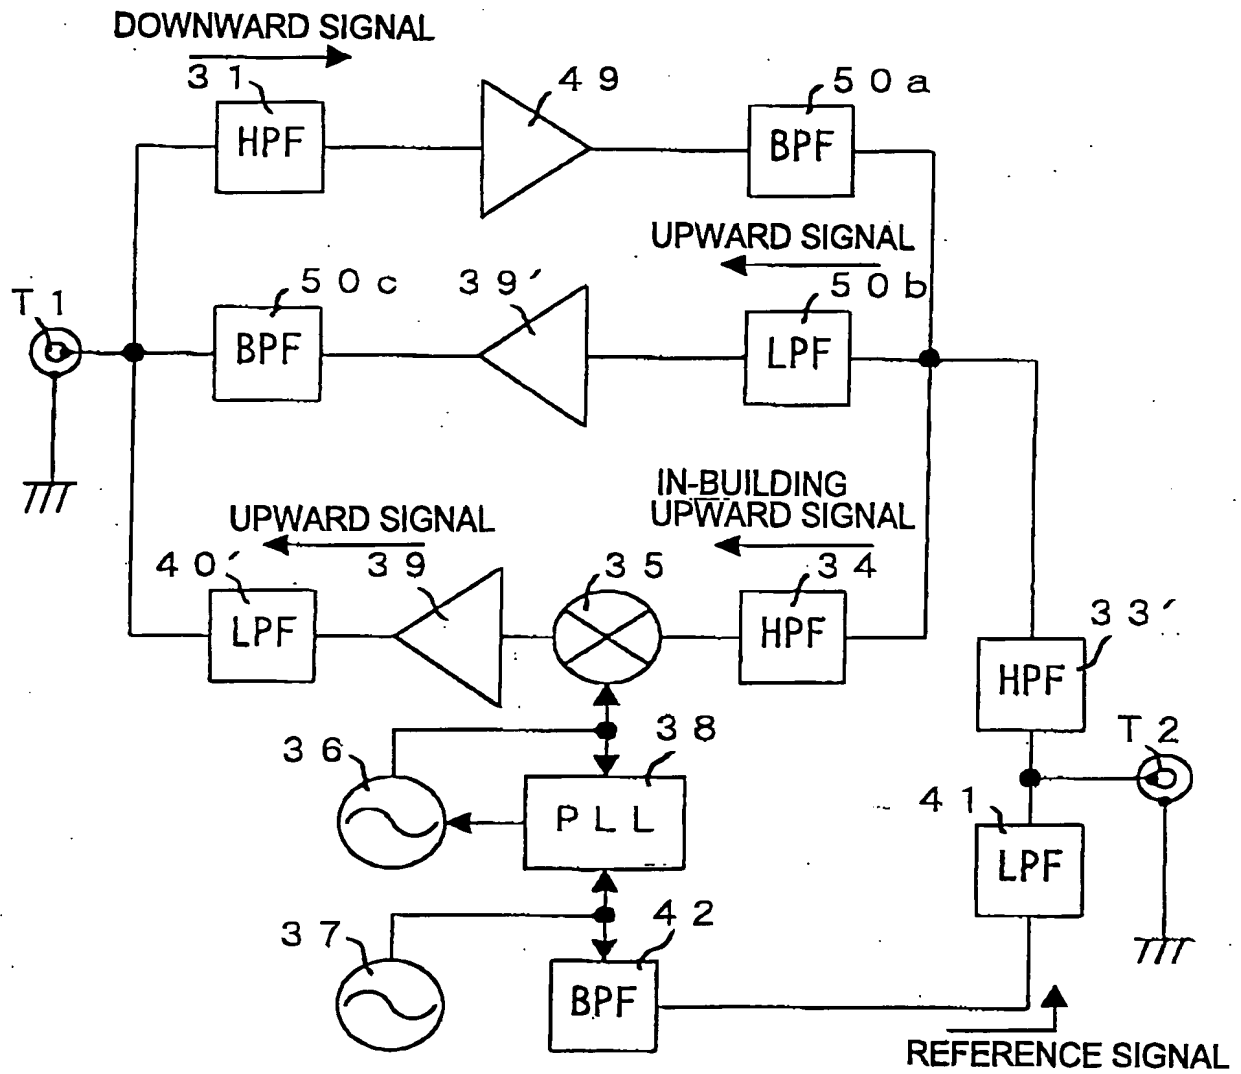 DOWNWARD SIGNAL
31
49
50a
HPF
BPF
UPWARD SIGNAL
T1
50c
39′
50b
BPF
LPF
IN-BUILDING
UPWARD SIGNAL
UPWARD SIGNAL
40′
39
35
34
LPF
HPF
33′
HPF
36
38
T2
PLL
41
LPF
37
42
BPF
REFERENCE SIGNAL